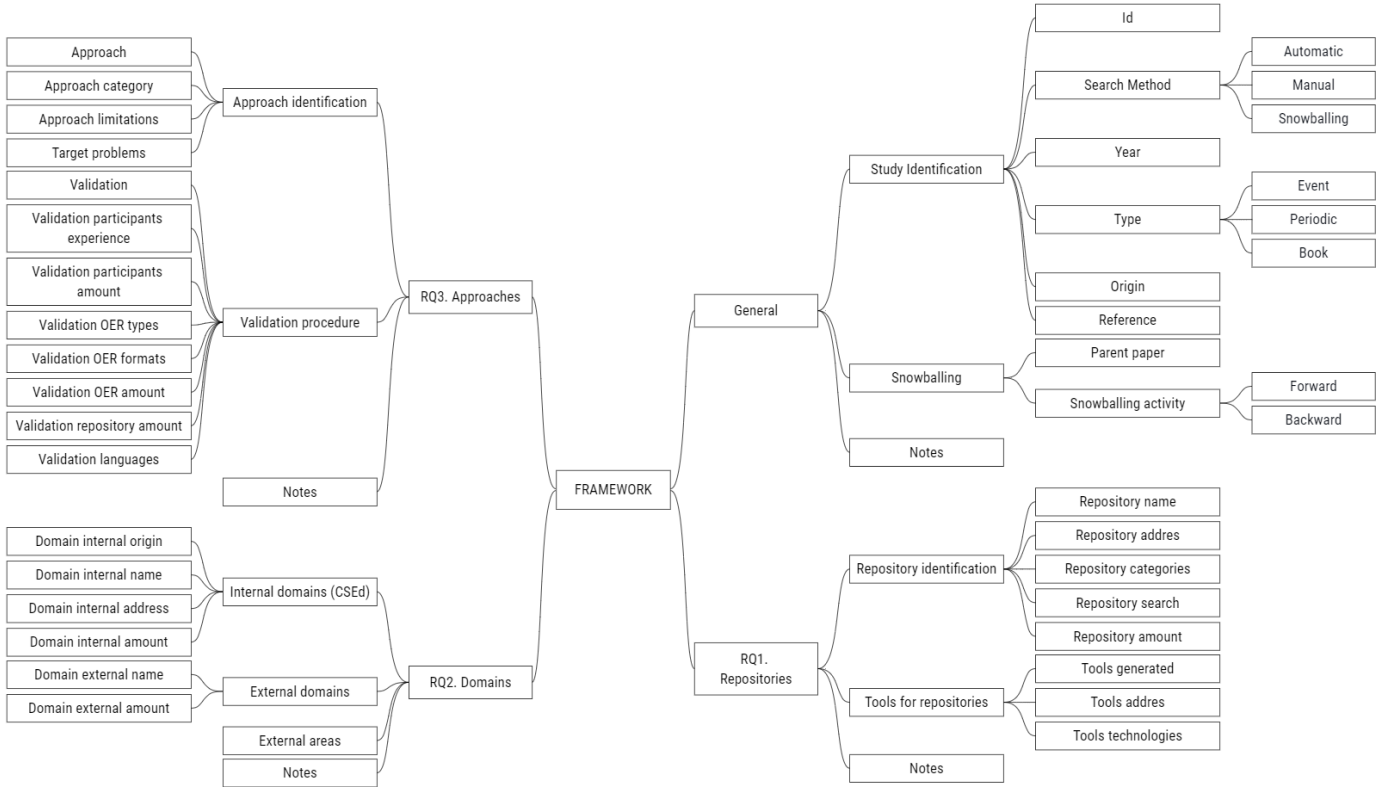 Approach
Approach category
Approach limitations
Target problems
Approach identification
Validation
Validation participants
experience
Validation participants
amount
Validation OER types
Validation OER formats
Validation OER amount
Validation repository amount
Validation languages
Validation procedure
Notes
RQ3. Approaches
Domain internal origin
Domain internal name
Domain internal address
Domain internal amount
Internal domains (CSEd)
Domain external name
Domain external amount
External domains
External areas
Notes
RQ2. Domains
FRAMEWORK
General
Study Identification
Id
Search Method
Automatic
Manual
Snowballing
Year
Type
Event
Periodic
Book
Origin
Reference
Snowballing
Parent paper
Snowballing activity
Forward
Backward
Notes
RQ1.
Repositories
Repository identification
Repository name
Repository addres
Repository categories
Repository search
Repository amount
Tools for repositories
Tools generated
Tools addres
Tools technologies
Notes